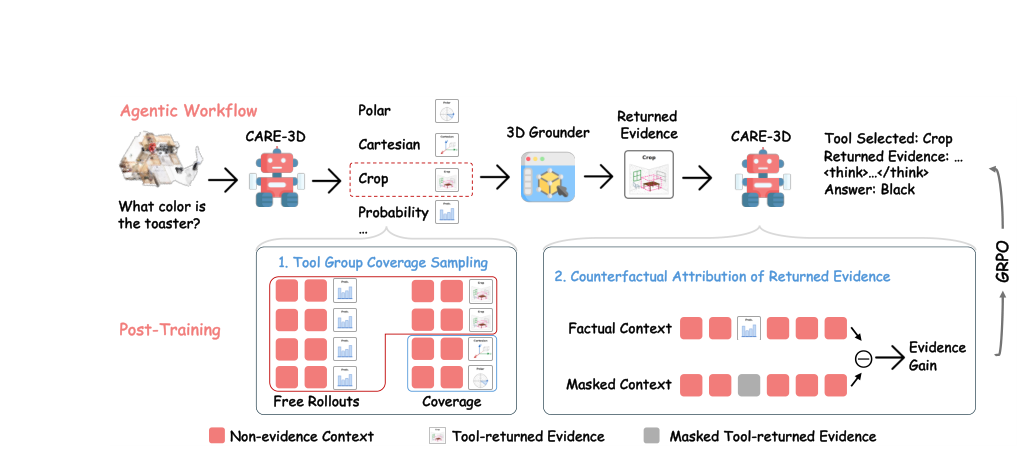 Agentic Workflow
What color is
the toaster?
CARE-3D
Polar
Cartesian
Crop
Probability
...
3D Grounder
Returned
Evidence
Crop
CARE-3D
Tool Selected: Crop
Returned Evidence: ...
<think>...</think>
Answer: Black
GRPO
Post-Training
1. Tool Group Coverage Sampling
Free Rollouts
Coverage
2. Counterfactual Attribution of Returned Evidence
Factual Context
Masked Context
Evidence
Gain
Non-evidence Context
Tool-returned Evidence
Masked Tool-returned Evidence